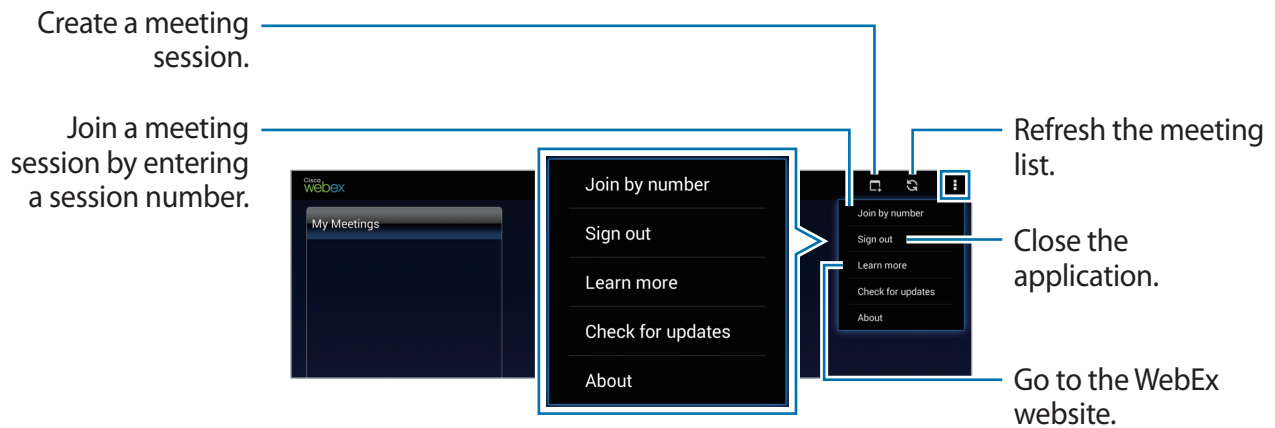 Create a meeting
session.
Join a meeting
session by entering
a session number.
Cisco
webex
My Meetings
Join by number
Sign out
Learn more
Check for updates
About
Join by number
Sign out
Learn more
Check for updates
About
Refresh the meeting
list.
Close the
application.
Go to the WebEx
website.